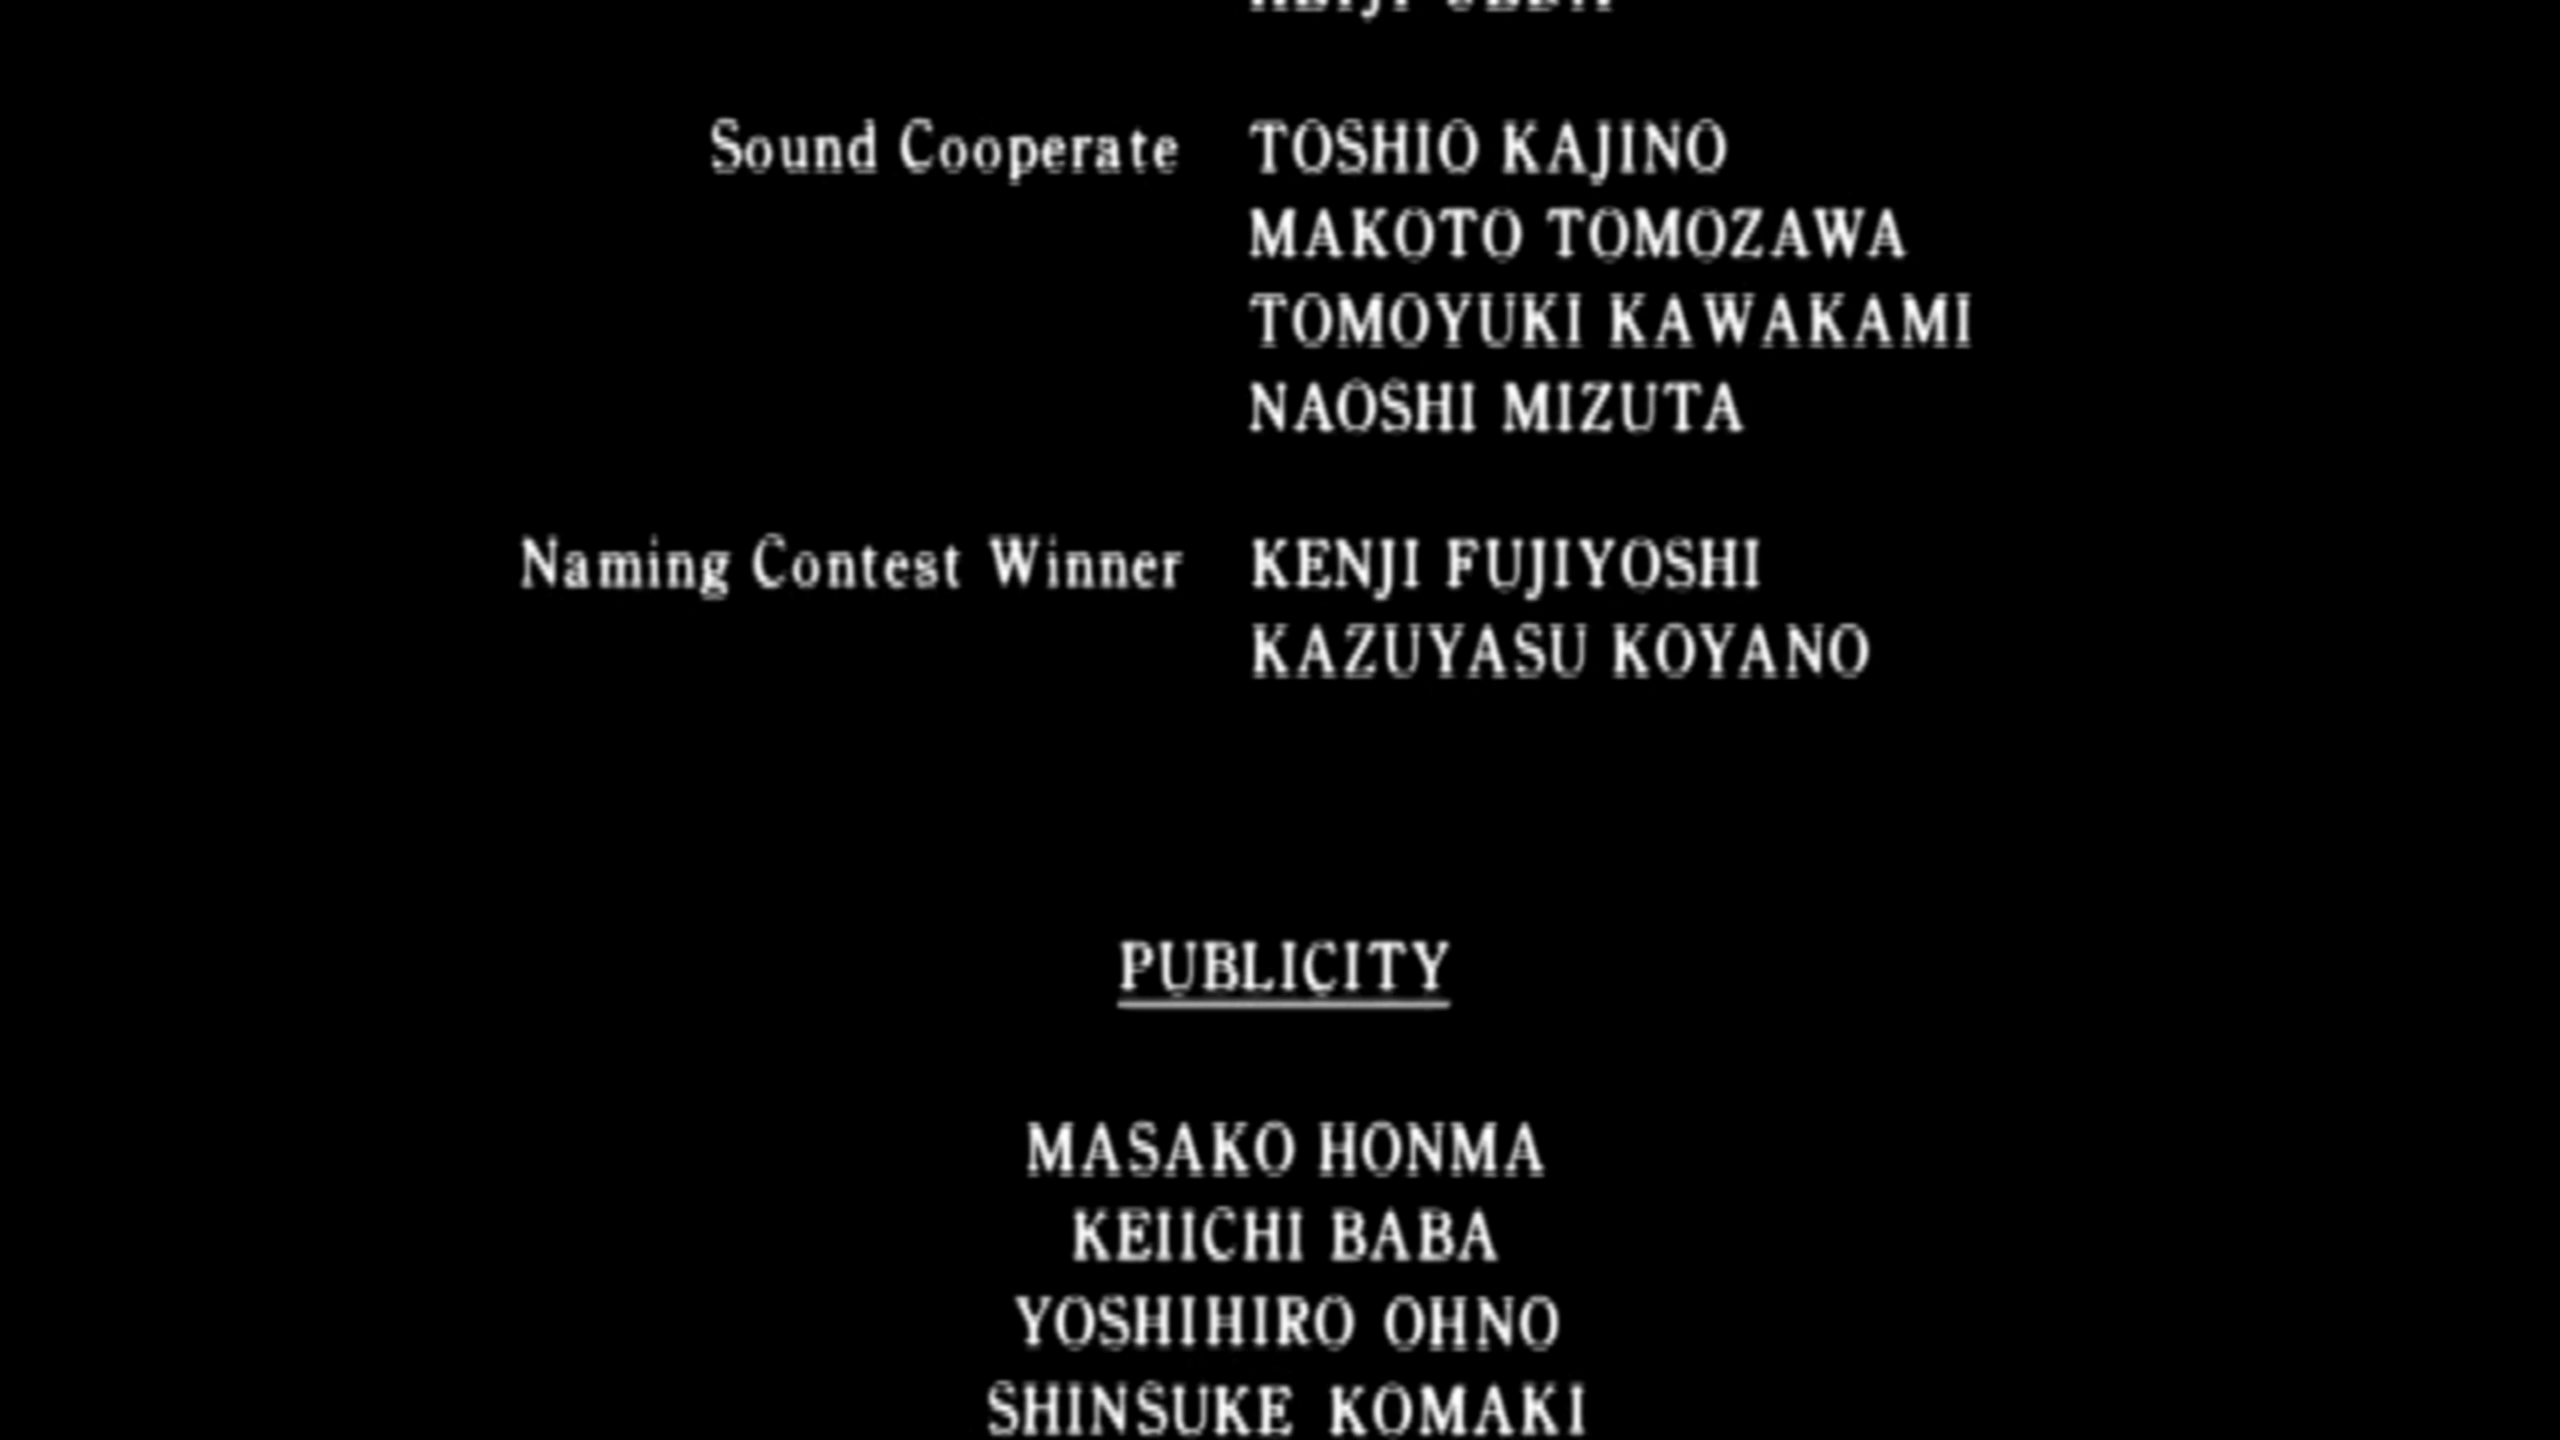 Sound Cooperate TOSHIO KAJINO
MAKOTO TOMOZAWA
TOMOYUKI KAWAKAMI
NAOSHI MIZUTA
Naming Contest Winner KENJI FUJIYOSHI
KAZUYASU KOYANO
PUBLICITY
MASAKO HONMA
KEIICHI BABA
YOSHIHIRO OHNO
SHINSUKE KOMAKI